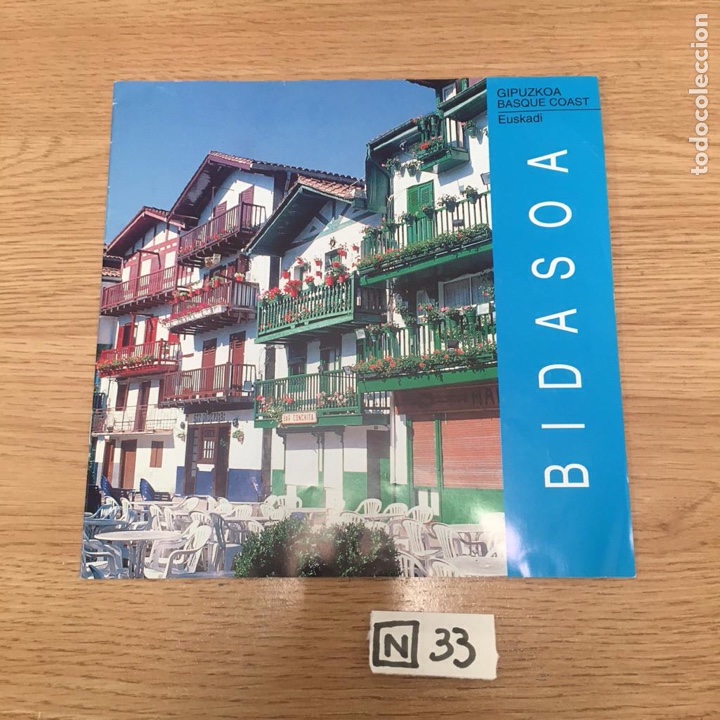 GIPUZKOA
BASQUE COAST
Euskadi
BIDASOA
BAR CONCHITA
N 33
todocoleccion